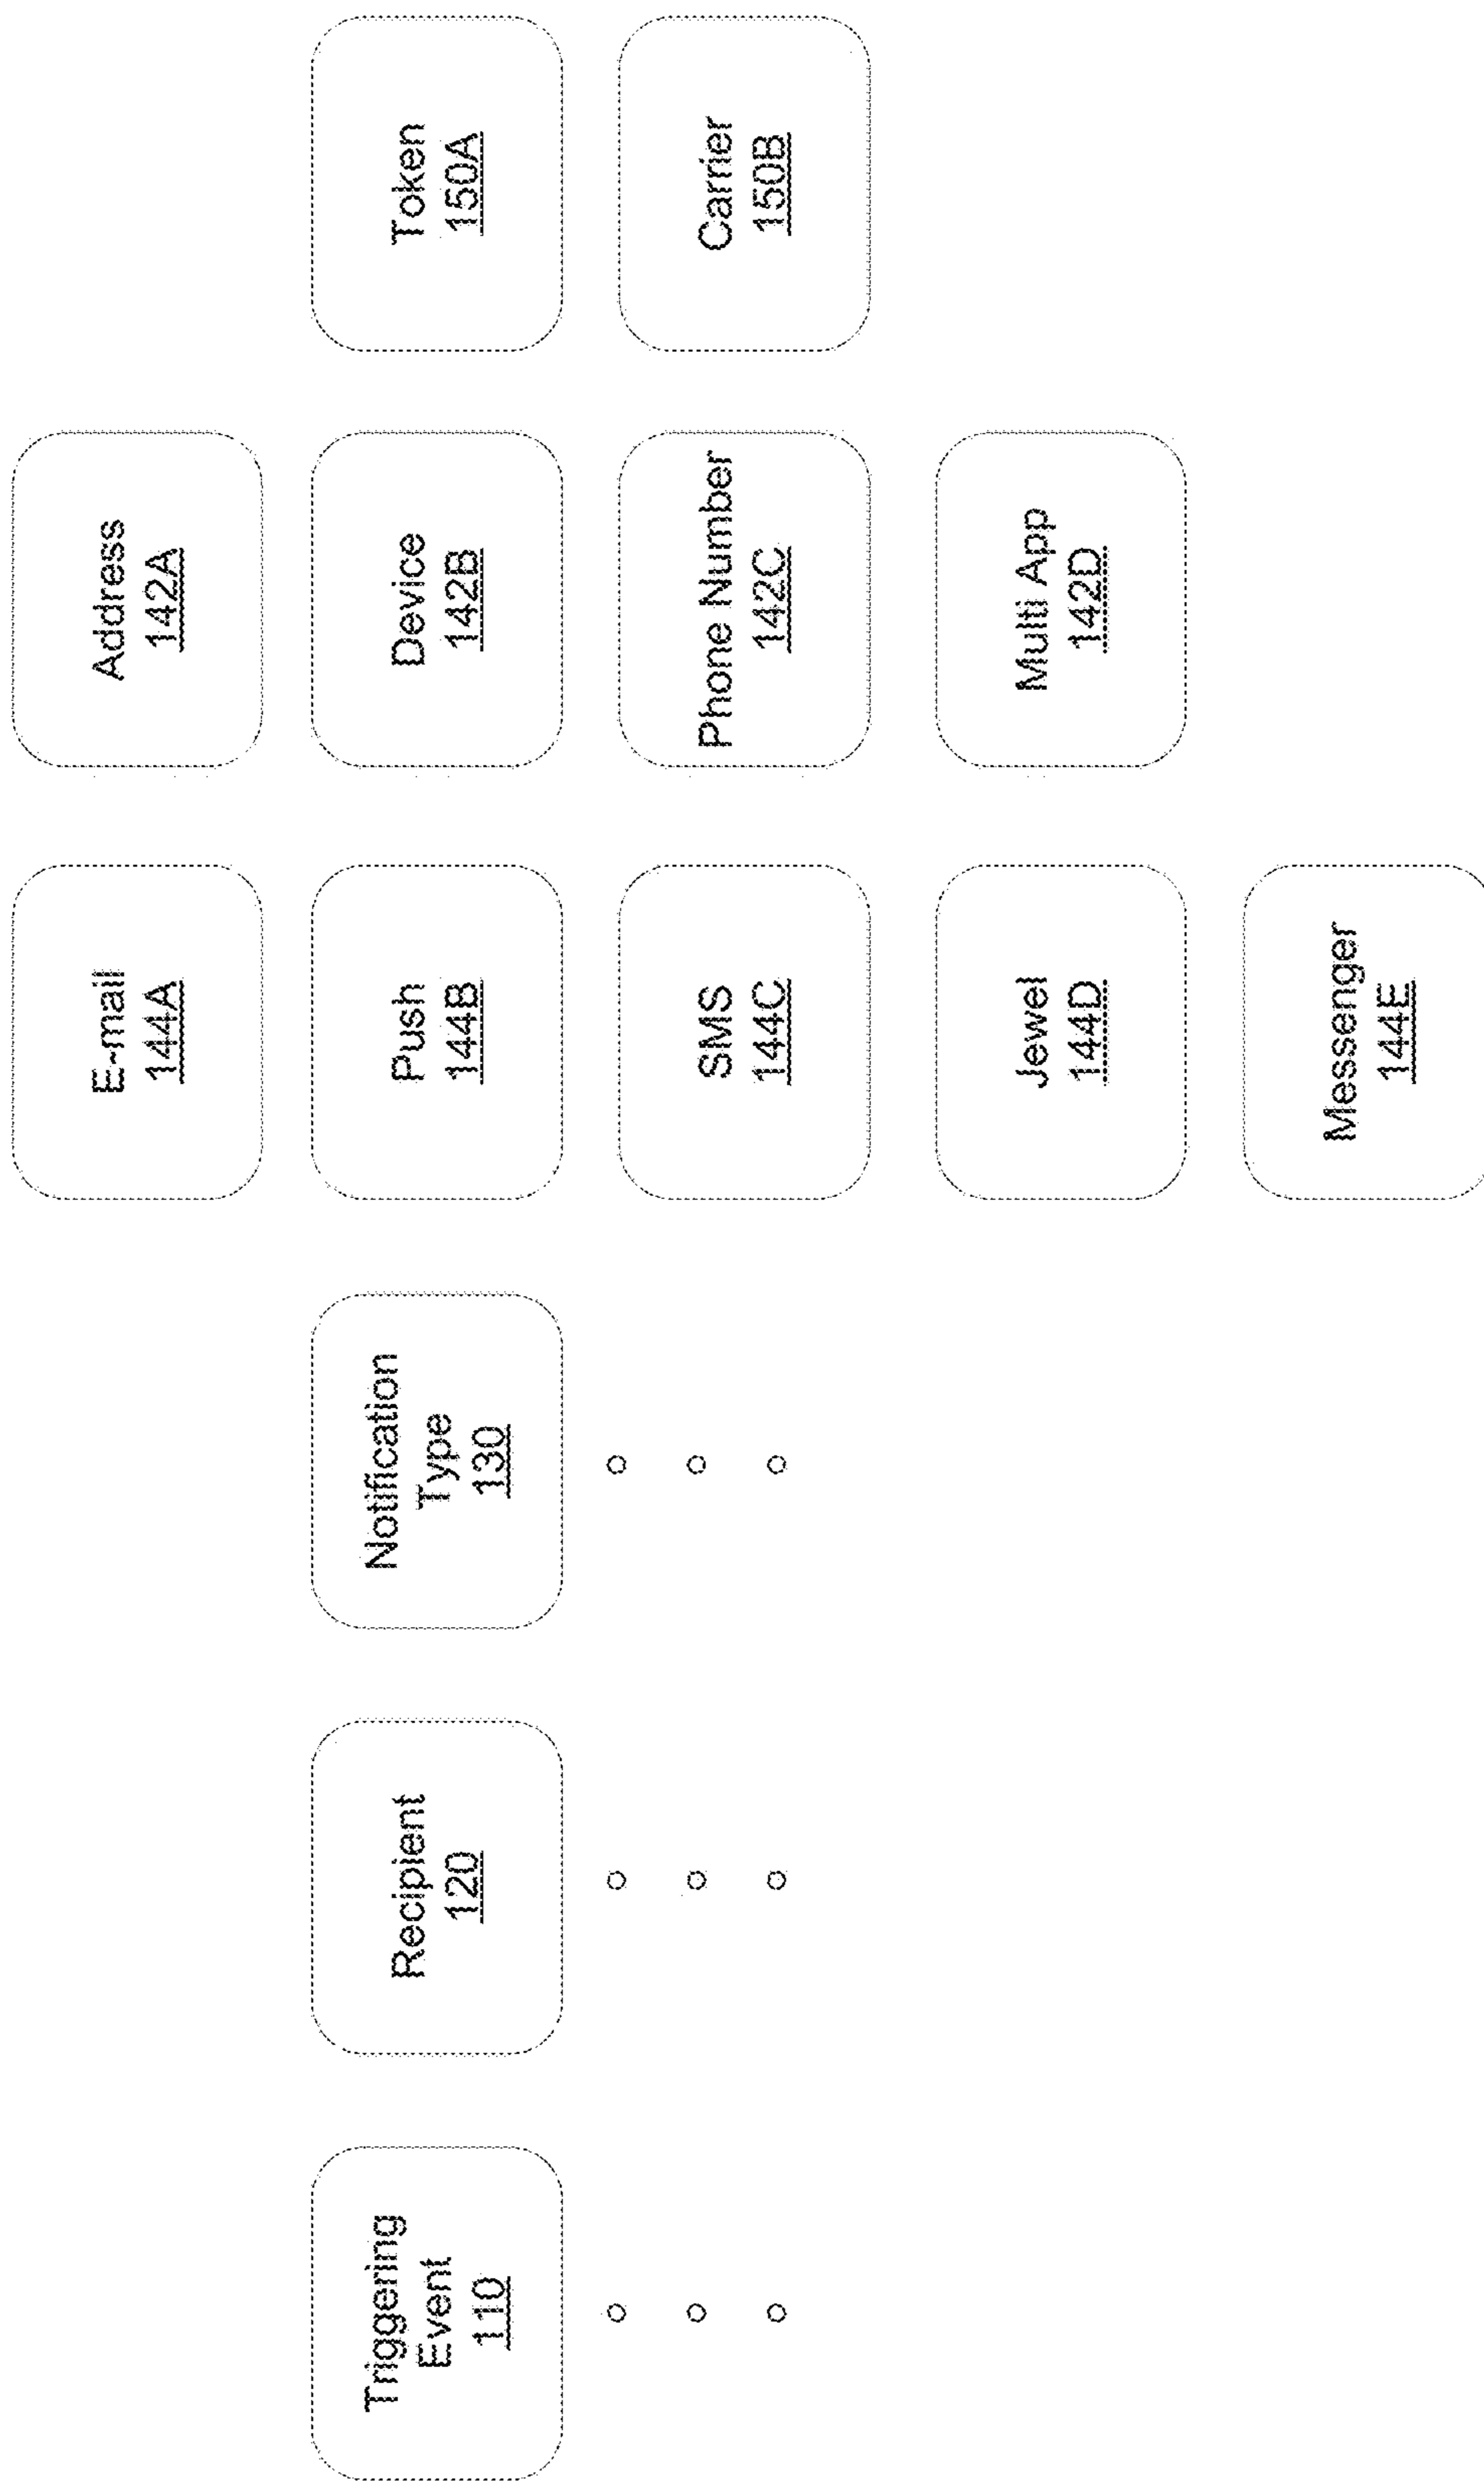 E-mail
144A
Address
142A
Triggering
Event
110
Recipient
120
Notification
Type
130
Push
144B
Device
142B
Token
150A
SMS
144C
Phone Number
142C
Carrier
150B
Jewel
144D
Multi App
142D
Messenger
144E